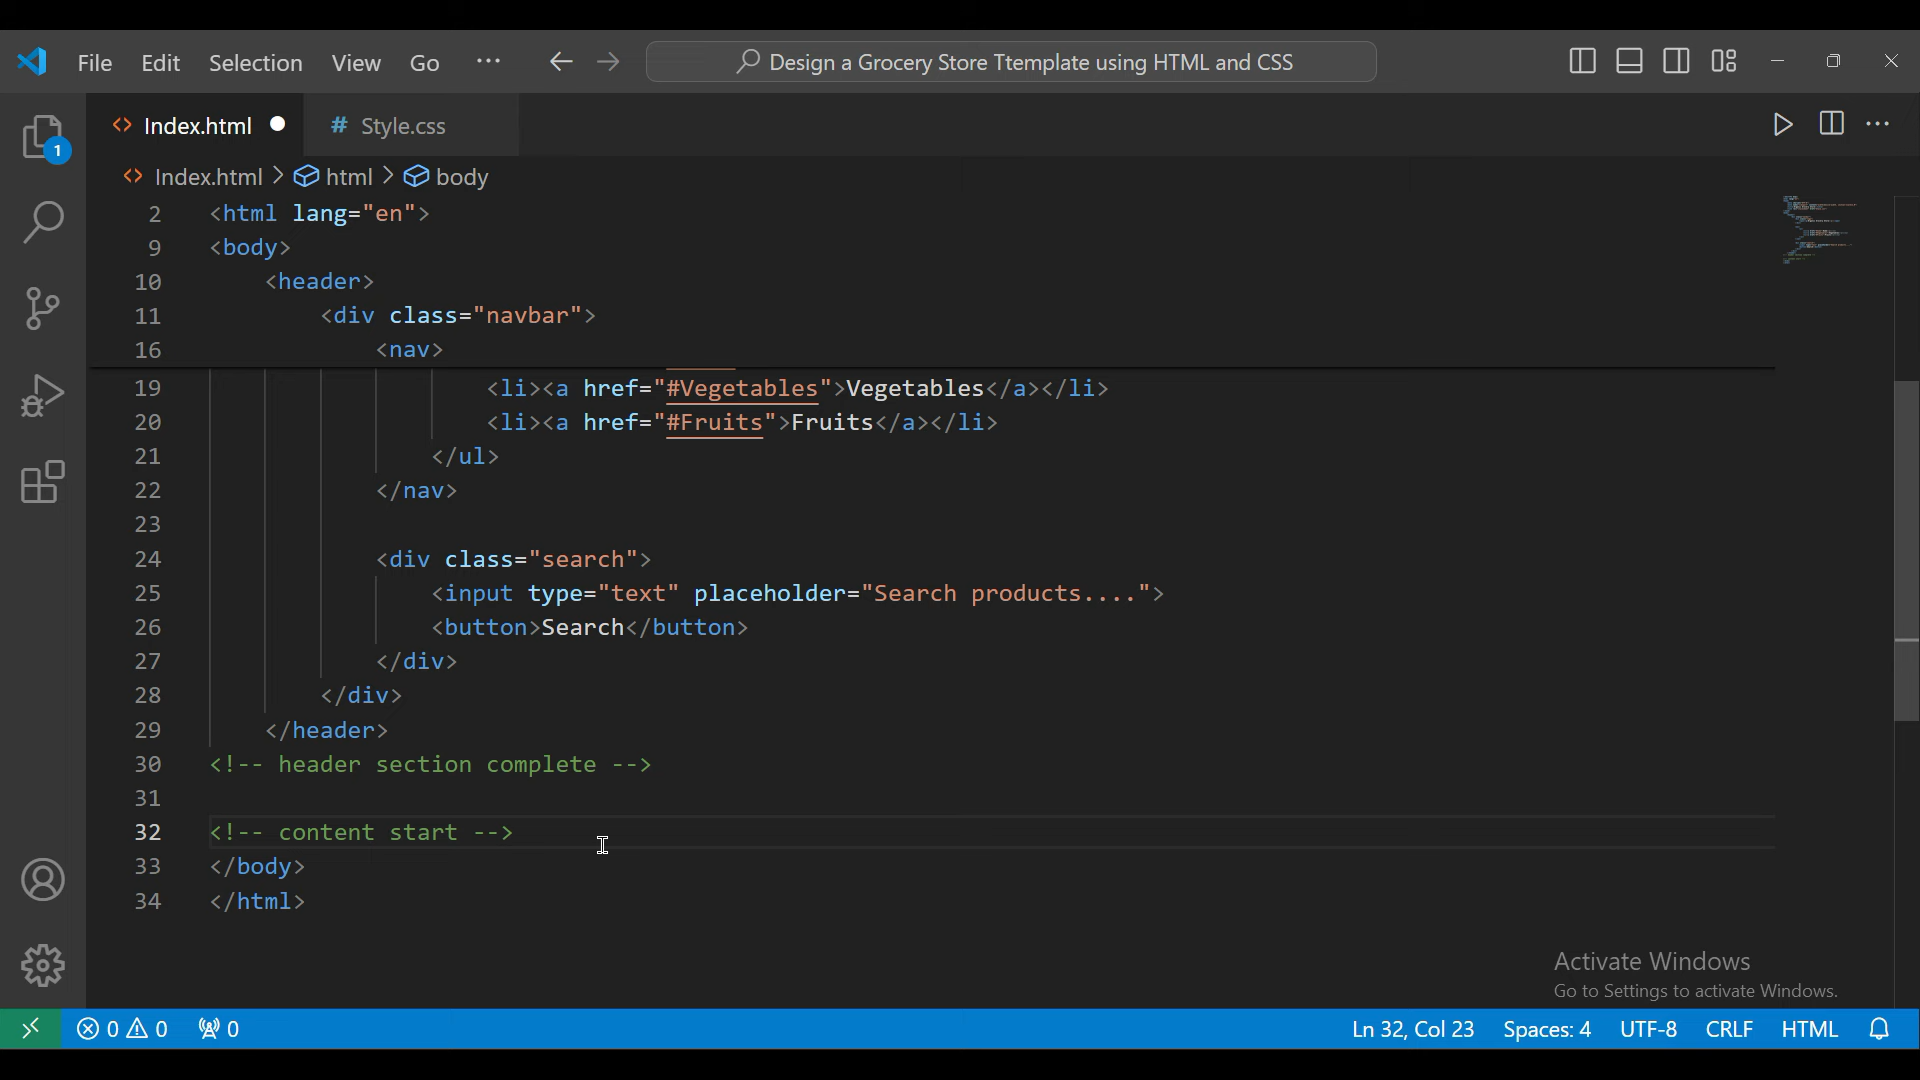 File Edit Selection View Go ··· Design a Grocery Store Ttemplate using HTML and CSS
1
<> Index.html # Style.css
<> Index.html > html > body
2 <html lang="en">
9 <body>
10 <header>
11 <div class="navbar">
16 <nav>
19 <li><a href="#Vegetables">Vegetables</a></li>
20 <li><a href="#Fruits">Fruits</a></li>
21 </ul>
22 </nav>
23
24 <div class="search">
25 <input type="text" placeholder="Search products....">
26 <button>Search</button>
27 </div>
28 </div>
29 </header>
30 <!-- header section complete -->
31
32 <!-- content start -->
33 </body>
34 </html>
Activate Windows
Go to Settings to activate Windows.
0 0 0 Ln 32, Col 23 Spaces: 4 UTF-8 CRLF HTML